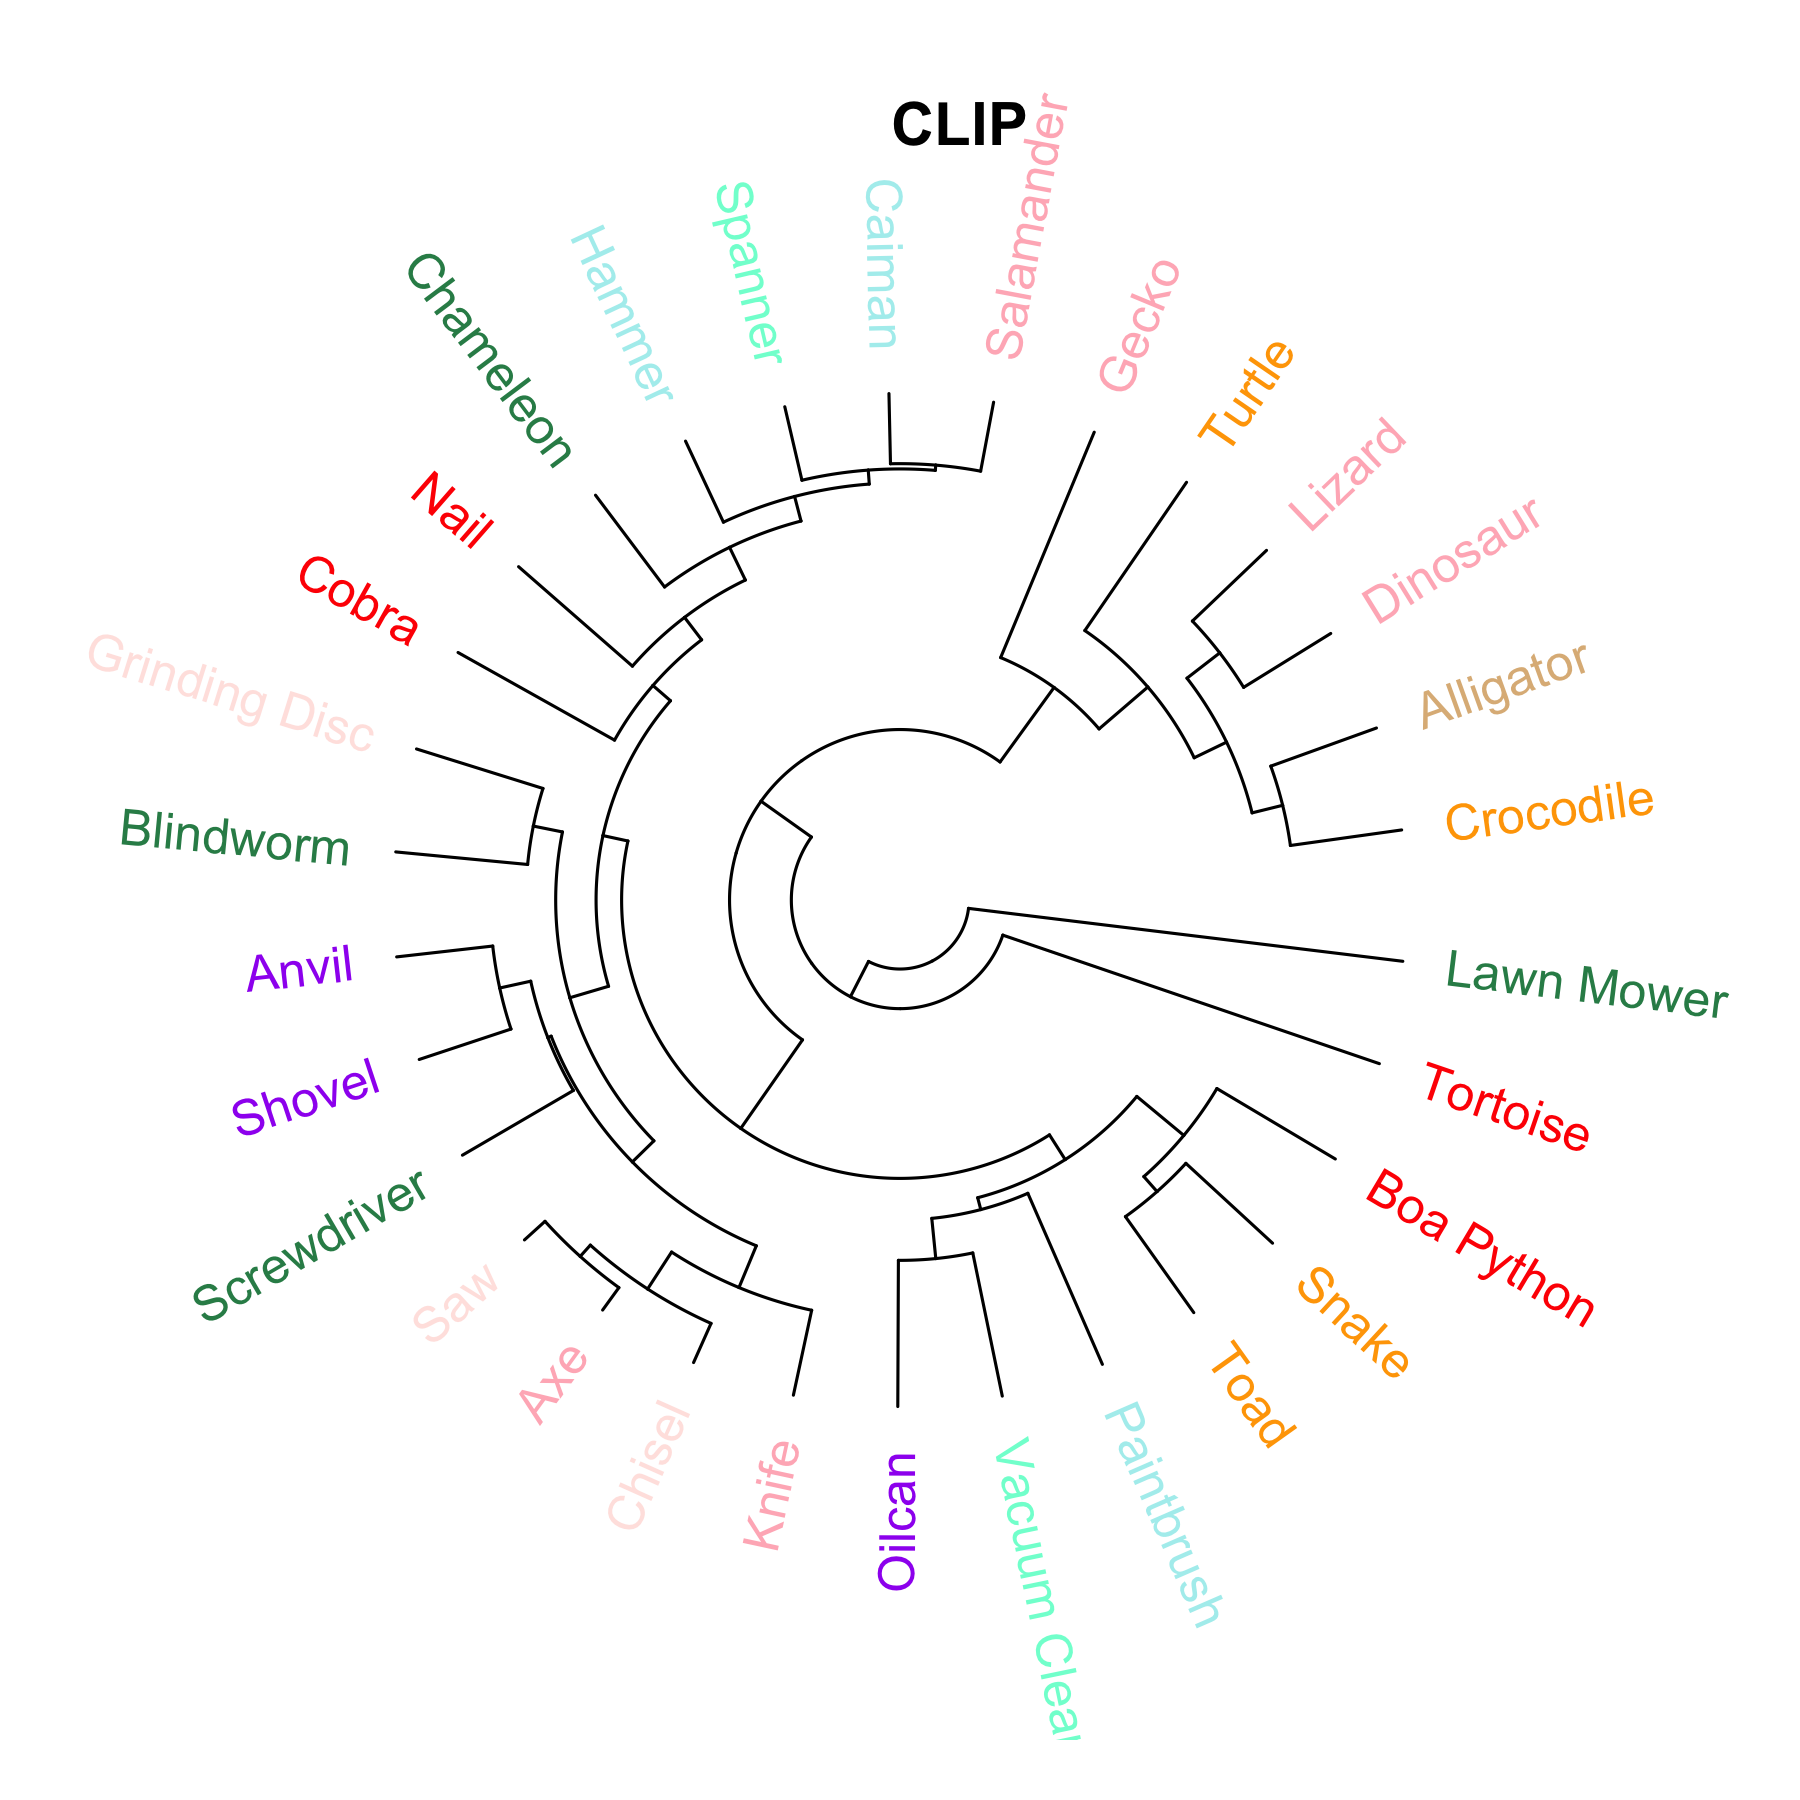 CLIP
Salamander
Gecko
Turtle
Lizard
Dinosaur
Alligator
Crocodile
Lawn Mower
Tortoise
Boa Python
Snake
Toad
Paintbrush
Vacuum Clea
Oilcan
Knife
Chisel
Axe
Saw
Screwdriver
Shovel
Anvil
Blindworm
Grinding Disc
Cobra
Nail
Chameleon
Hammer
Spanner
Caiman